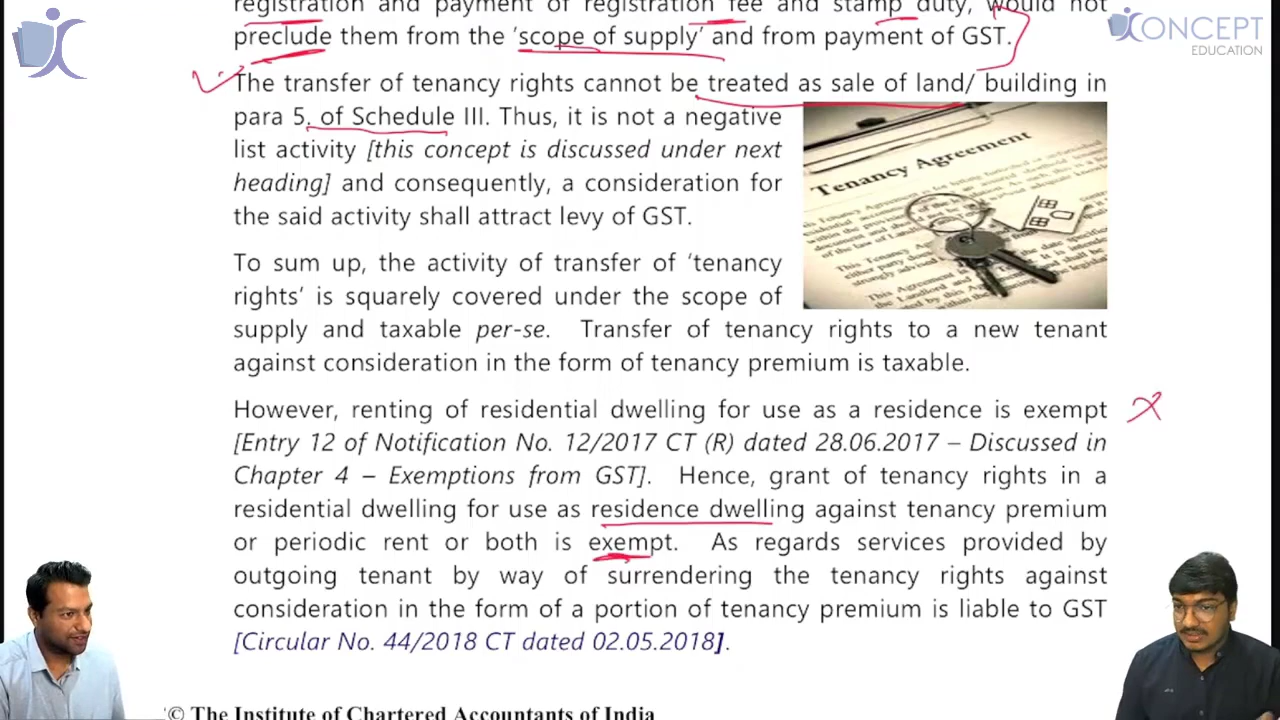 registration and payment of registration fee and stamp duty, would not
preclude them from the 'scope of supply' and from payment of GST.
KONCEPT
EDUCATION
The transfer of tenancy rights cannot be treated as sale of land/ building in
para 5. of Schedule III. Thus, it is not a negative
list activity [this concept is discussed under next
heading] and consequently, a consideration for
the said activity shall attract levy of GST.
Tenancy Agreement
To sum up, the activity of transfer of 'tenancy
rights' is squarely covered under the scope of
supply and taxable per-se. Transfer of tenancy rights to a new tenant
against consideration in the form of tenancy premium is taxable.
However, renting of residential dwelling for use as a residence is exempt
[Entry 12 of Notification No. 12/2017 CT (R) dated 28.06.2017 – Discussed in
Chapter 4 – Exemptions from GST]. Hence, grant of tenancy rights in a
residential dwelling for use as residence dwelling against tenancy premium
or periodic rent or both is exempt. As regards services provided by
outgoing tenant by way of surrendering the tenancy rights against
consideration in the form of a portion of tenancy premium is liable to GST
[Circular No. 44/2018 CT dated 02.05.2018].
© The Institute of Chartered Accountants of India